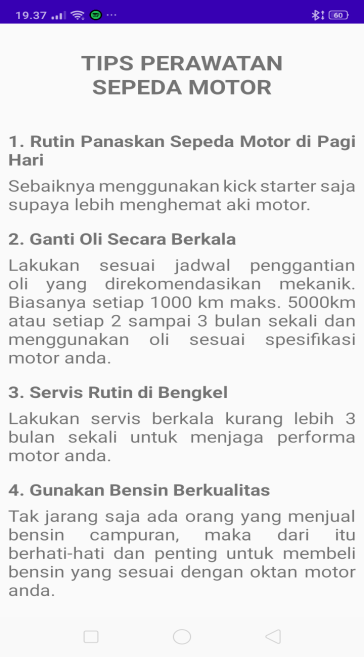 19.37
60
TIPS PERAWATAN
SEPEDA MOTOR
1. Rutin Panaskan Sepeda Motor di Pagi
Hari
Sebaiknya menggunakan kick starter saja
supaya lebih menghemat aki motor.
2. Ganti Oli Secara Berkala
Lakukan sesuai jadwal penggantian
oli yang direkomendasikan mekanik.
Biasanya setiap 1000 km maks. 5000km
atau setiap 2 sampai 3 bulan sekali dan
menggunakan oli sesuai spesifikasi
motor anda.
3. Servis Rutin di Bengkel
Lakukan servis berkala kurang lebih 3
bulan sekali untuk menjaga performa
motor anda.
4. Gunakan Bensin Berkualitas
Tak jarang saja ada orang yang menjual
bensin campuran, maka dari itu
berhati-hati dan penting untuk membeli
bensin yang sesuai dengan oktan motor
anda.